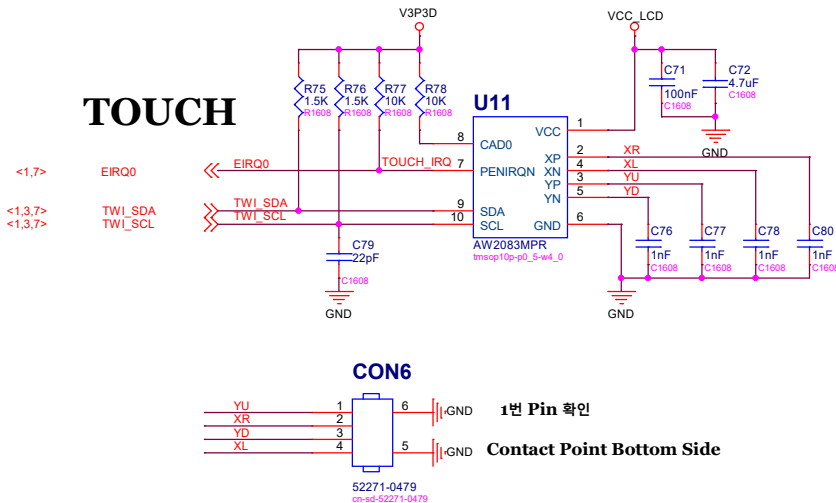 V3P3D
VCC_LCD
TOUCH
R75
1.5K
R1608
R76
1.5K
R1608
R77
10K
R1608
R78
10K
R1608
C71
100nF
C1608
C72
4.7uF
C1608
GND
U11
8
CAD0
VCC
1
7
PENIRQN
XP
2
XR
XN
4
XL
YP
3
YU
YN
5
YD
9
SDA
10
SCL
GND
6
AW2083MPR
tmsop10p-p0_5-w4_0
<1,7>
EIRQ0
EIRQ0
TOUCH_IRQ
<1,3,7>
TWI_SDA
TWI_SDA
<1,3,7>
TWI_SCL
TWI_SCL
C79
22pF
C1608
GND
C76
1nF
C1608
C77
1nF
C1608
C78
1nF
C1608
C80
1nF
C1608
GND
CON6
YU
1
6
GND
1번 Pin 확인
XR
2
YD
3
XL
4
5
GND
Contact Point Bottom Side
52271-0479
cn-sd-52271-0479